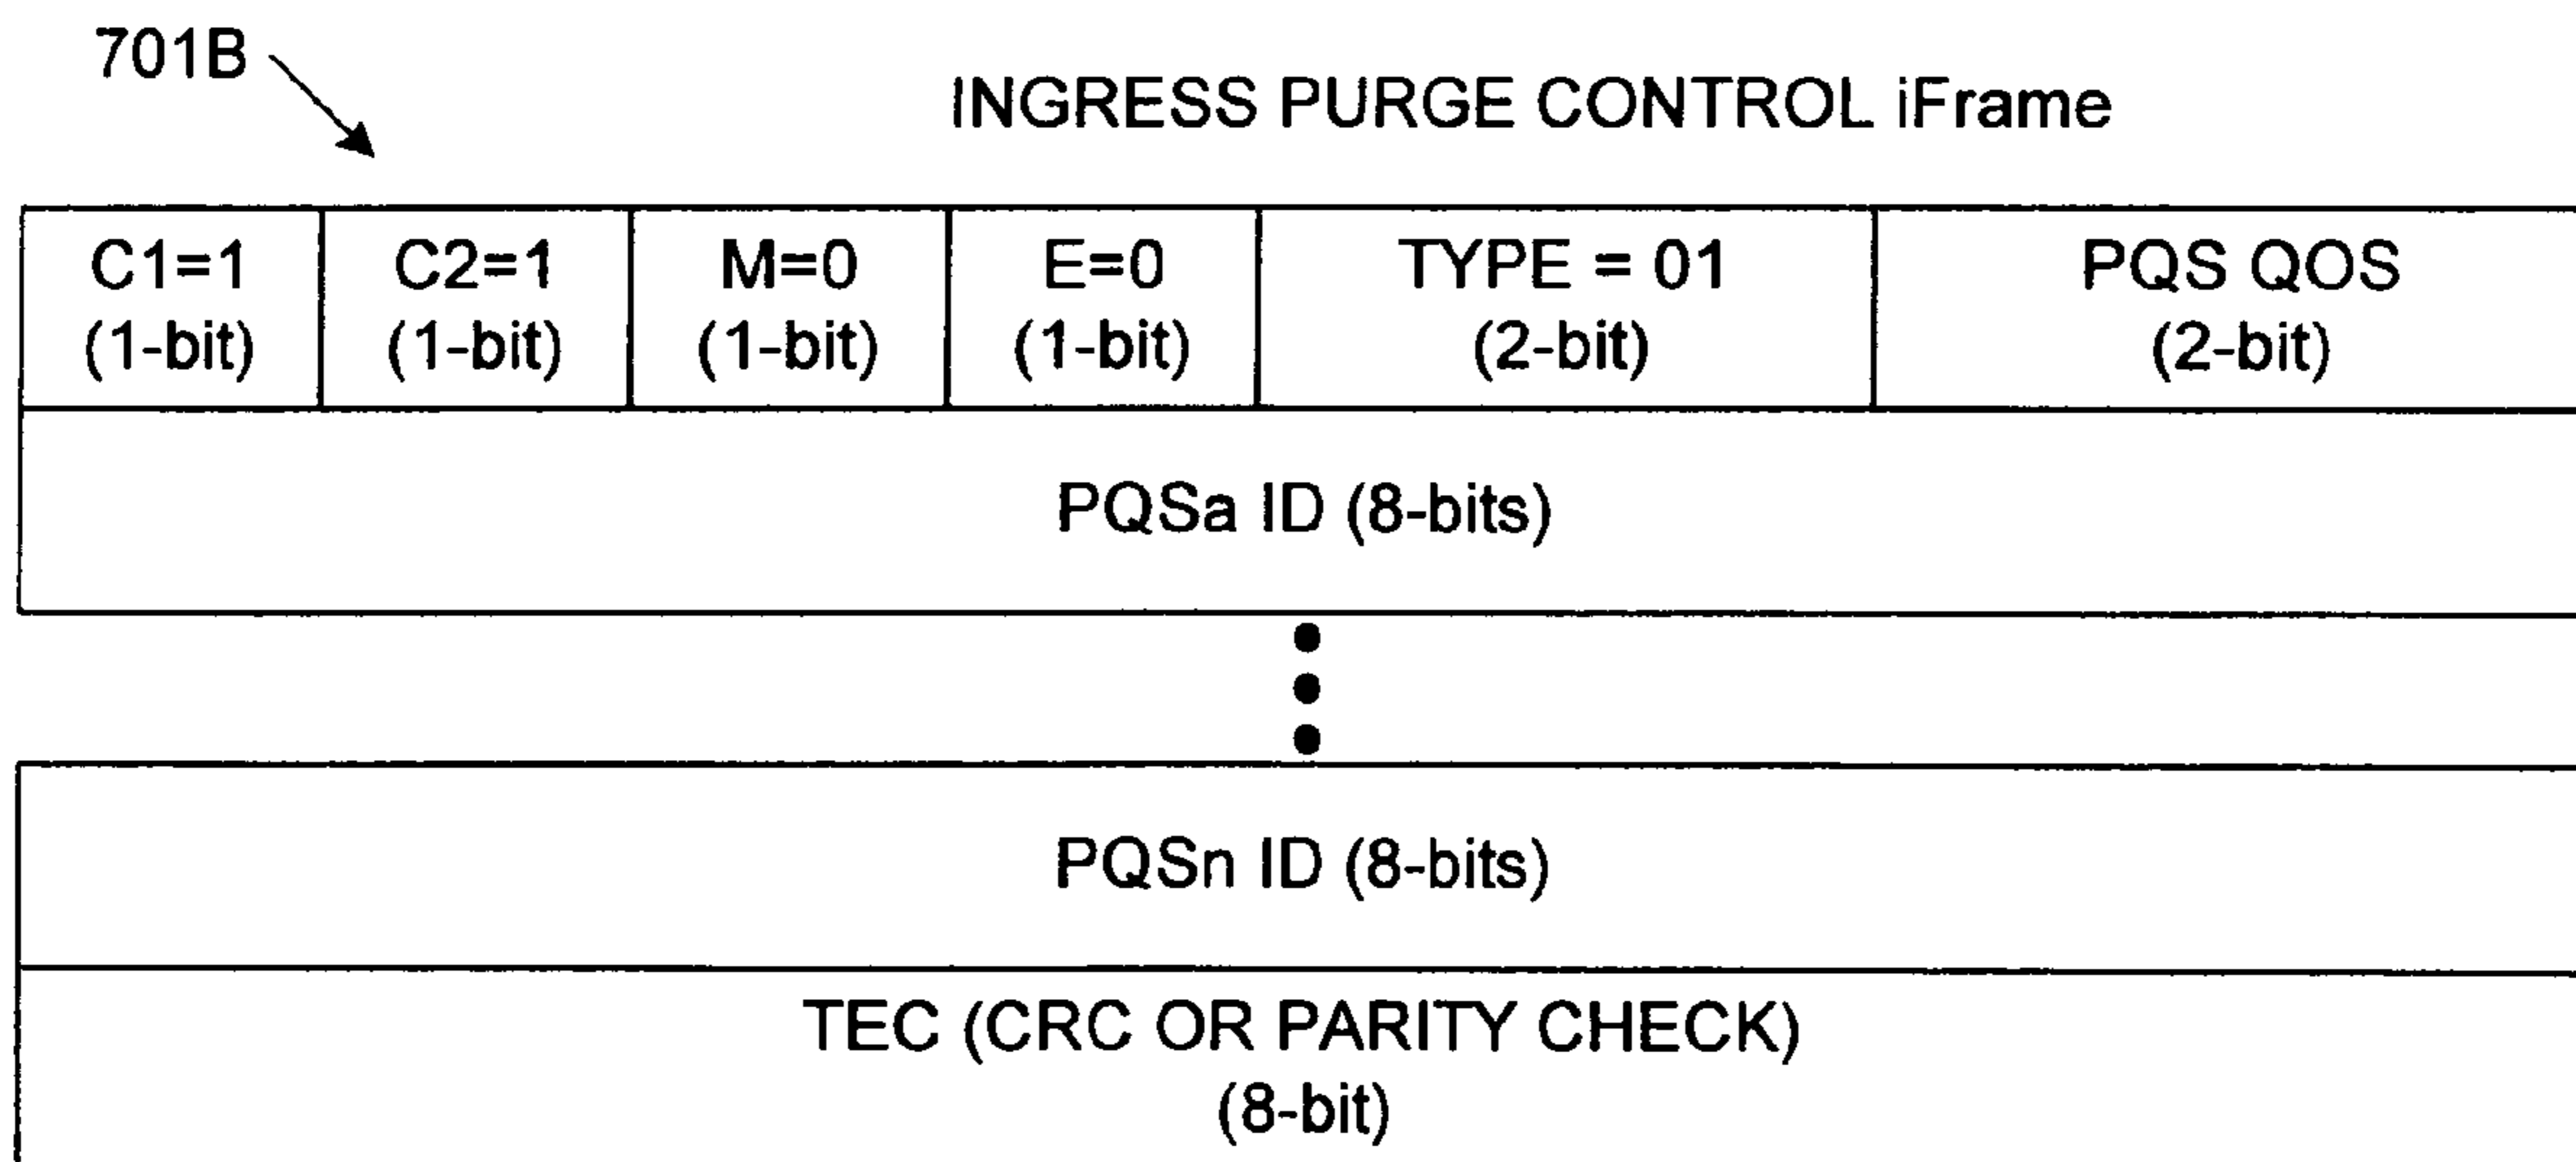 701B
INGRESS PURGE CONTROL iFrame
C1=1
(1-bit)
C2=1
(1-bit)
M=0
(1-bit)
E=0
(1-bit)
TYPE = 01
(2-bit)
PQS QOS
(2-bit)
PQSa ID (8-bits)
PQSn ID (8-bits)
TEC (CRC OR PARITY CHECK)
(8-bit)